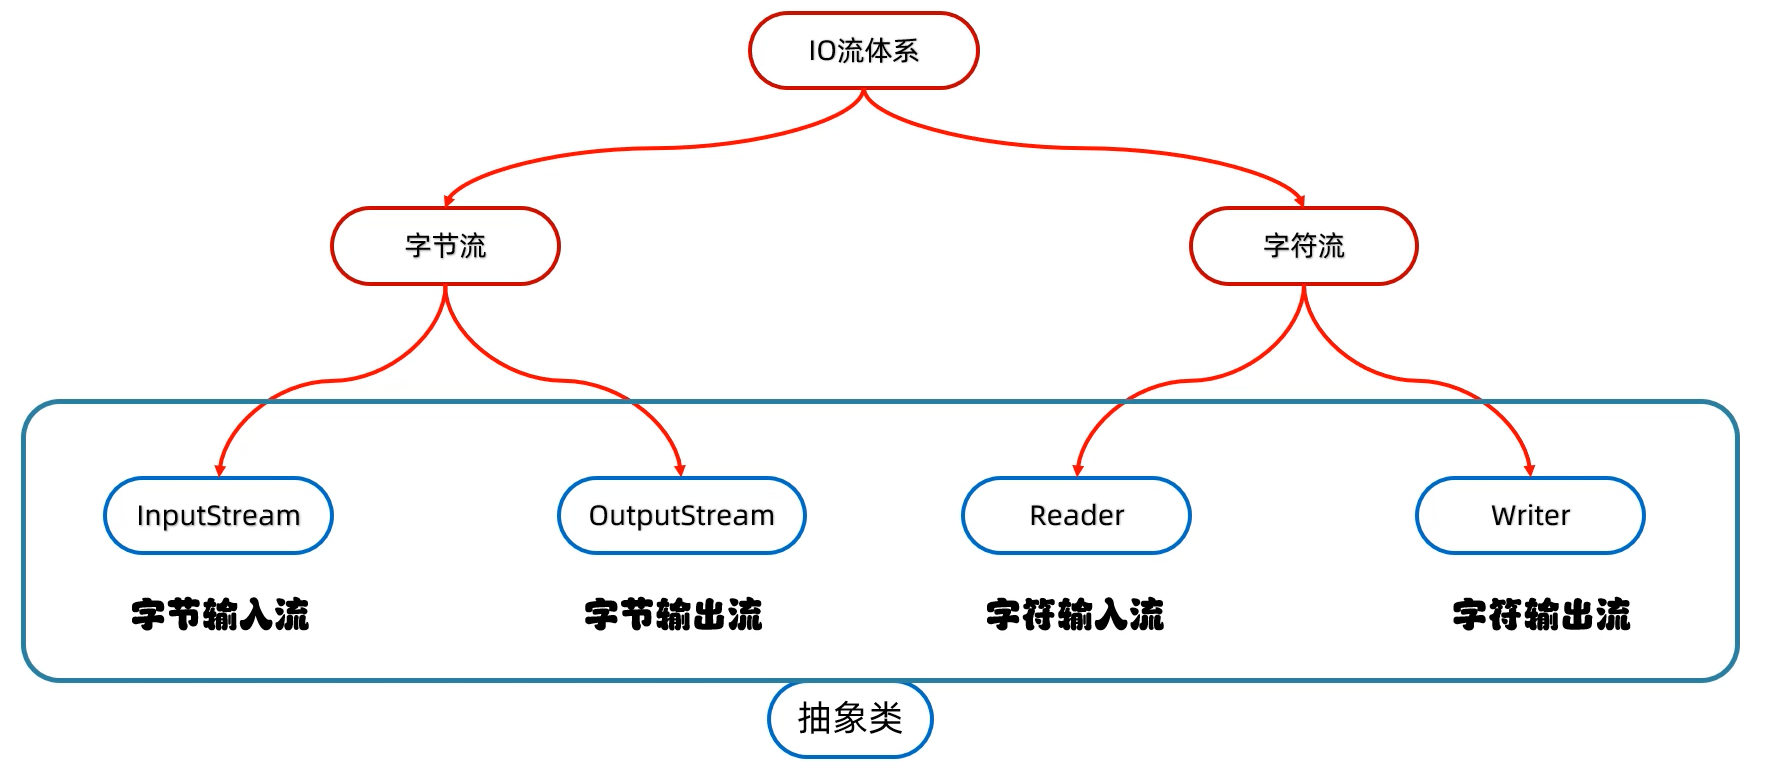 IO流体系
字节流
字符流
InputStream
OutputStream
Reader
Writer
字节输入流
字节输出流
字符输入流
字符输出流
抽象类